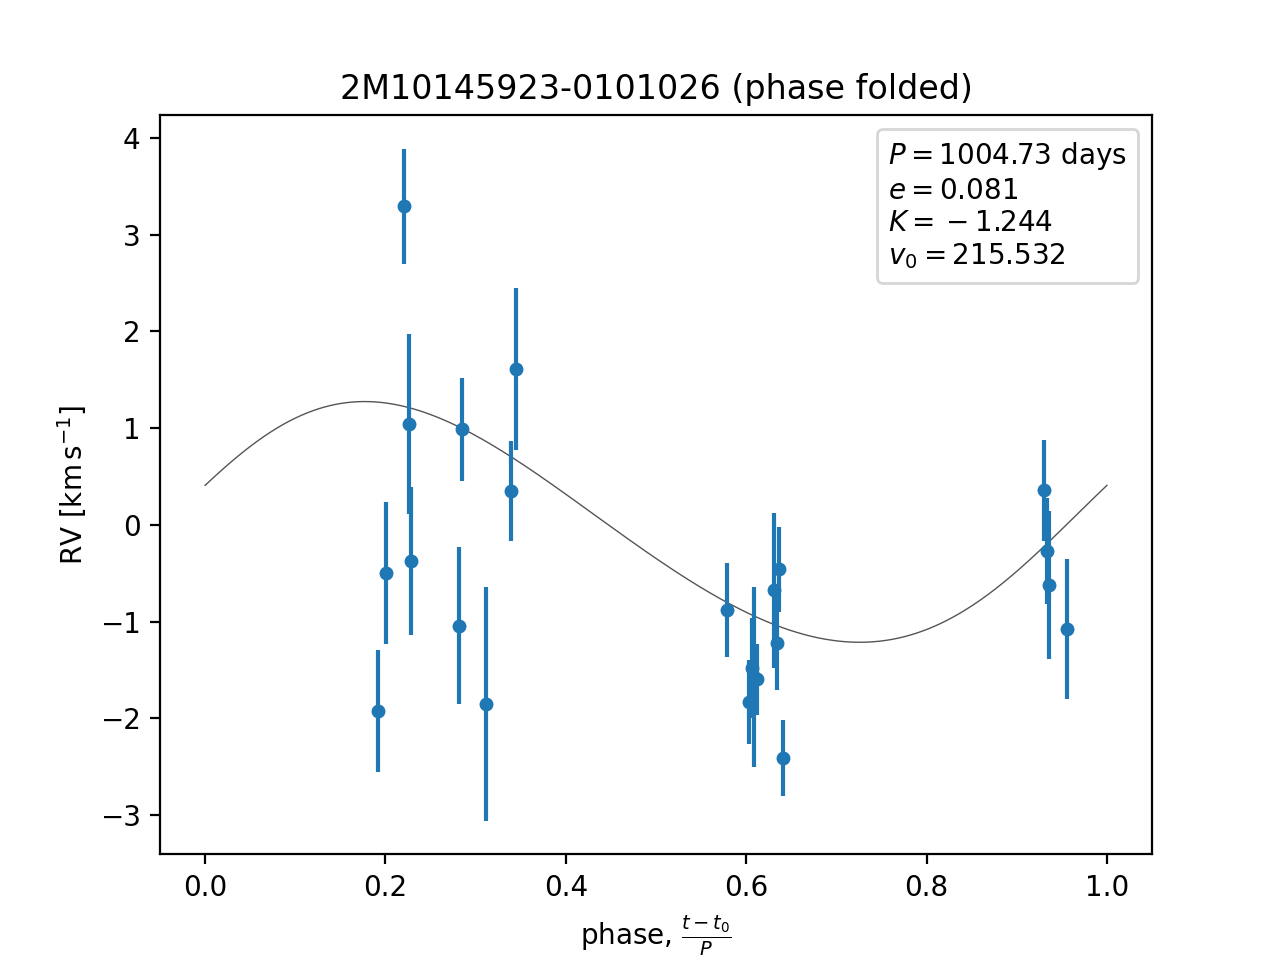 2M10145923-0101026 (phase folded)
P = 1004.73 days
e = 0.081
K = −1.244
v₀ = 215.532
4
3
2
1
0
−1
−2
−3
RV [km s⁻¹]
0.0 0.2 0.4 0.6 0.8 1.0
phase, (t − t₀)/P